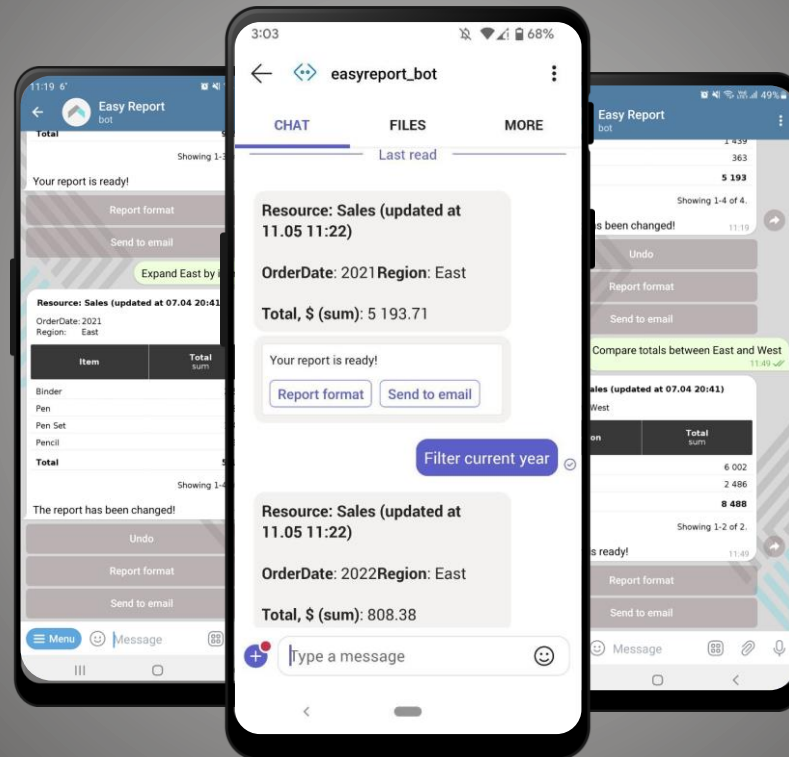 11:19 6°
Easy Report
bot
Total
Showing 1-3
Your report is ready!
Report format
Send to email
Expand East by i
Resource: Sales (updated at 07.04 20:41
OrderDate: 2021
Region: East
Item
Total
sum
Binder
Pen
Pen Set
Pencil
Total
Showing 1-4
The report has been changed!
Undo
Report format
Send to email
Menu
Message
3:03
68%
easyreport_bot
CHAT
FILES
MORE
Last read
Resource: Sales (updated at
11.05 11:22)
OrderDate: 2021Region: East
Total, $ (sum): 5 193.71
Your report is ready!
Report format
Send to email
Filter current year
Resource: Sales (updated at
11.05 11:22)
OrderDate: 2022Region: East
Total, $ (sum): 808.38
Type a message
49%
Easy Report
bot
1 439
363
5 193
Showing 1-4 of 4.
s been changed!
11:19
Undo
Report format
Send to email
Compare totals between East and West
11:49
ales (updated at 07.04 20:41)
West
on
Total
sum
6 002
2 486
8 488
Showing 1-2 of 2.
s ready!
11:49
Report format
Send to email
Message